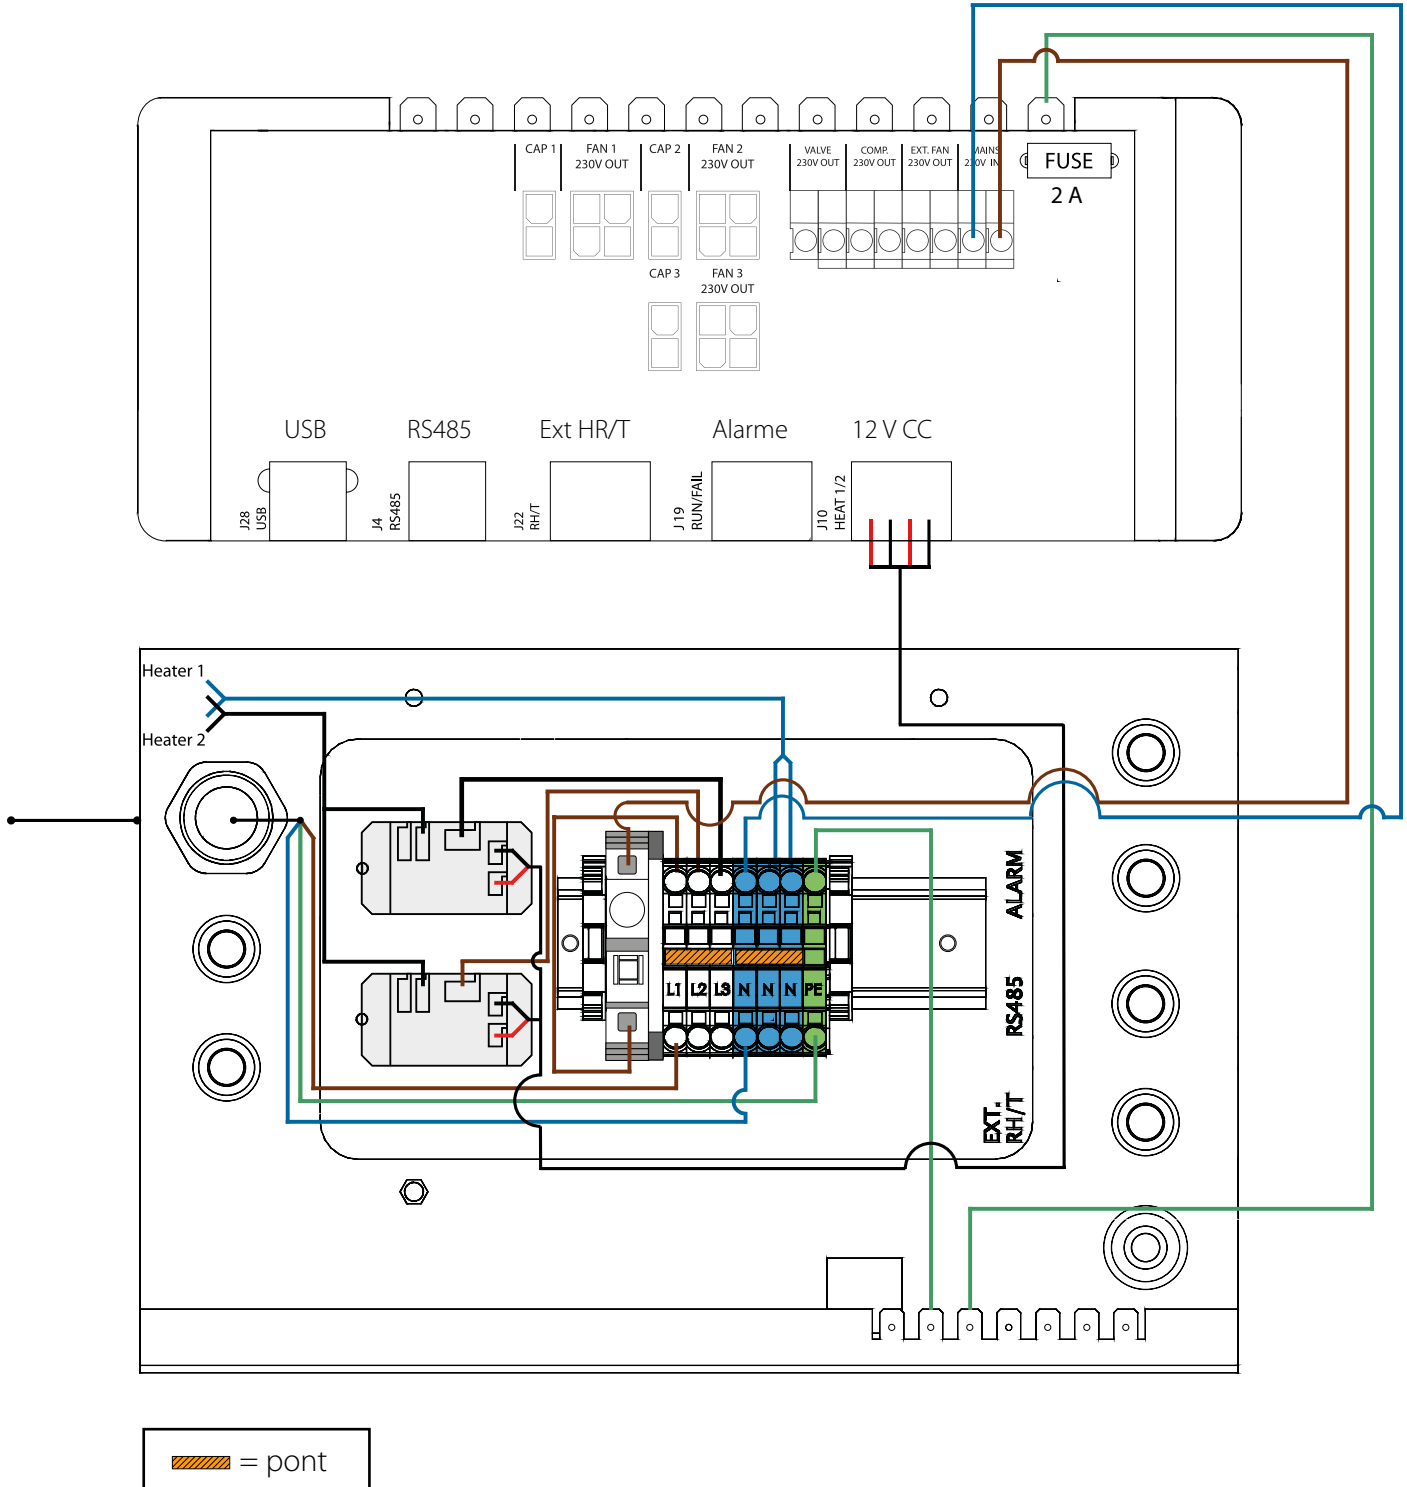 CAP 1
FAN 1
230V OUT
CAP 2
FAN 2
230V OUT
VALVE
230V OUT
COMP.
230V OUT
EXT. FAN
230V OUT
MAINS
230V IN
FUSE
2 A
CAP 3
FAN 3
230V OUT
USB
RS485
Ext HR/T
Alarme
12 V CC
J28
USB
J4
RS485
J22
RH/T
J19
RUN/FAIL
J10
HEAT 1/2
Heater 1
Heater 2
ALARM
L1 L2 L3 N N N PE
RS485
EXT.
RH/T
= pont